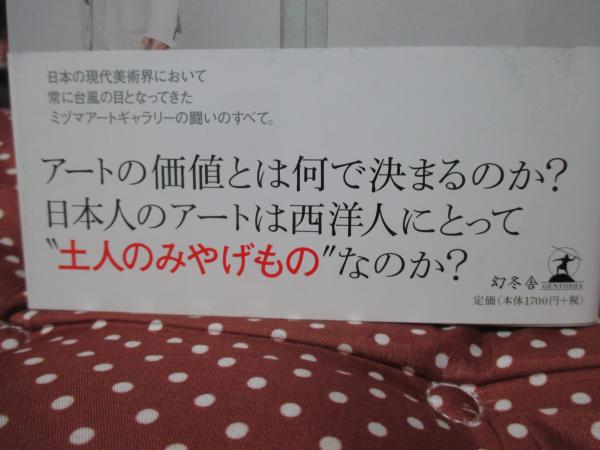 日本の現代美術界において
常に台風の目となってきた
ミヅマアートギャラリーの闘いのすべて。
アートの価値とは何で決まるのか?
日本人のアートは西洋人にとって
“土人のみやげもの”なのか?
幻冬舎
GENTOSHA
定価(本体1700円+税)